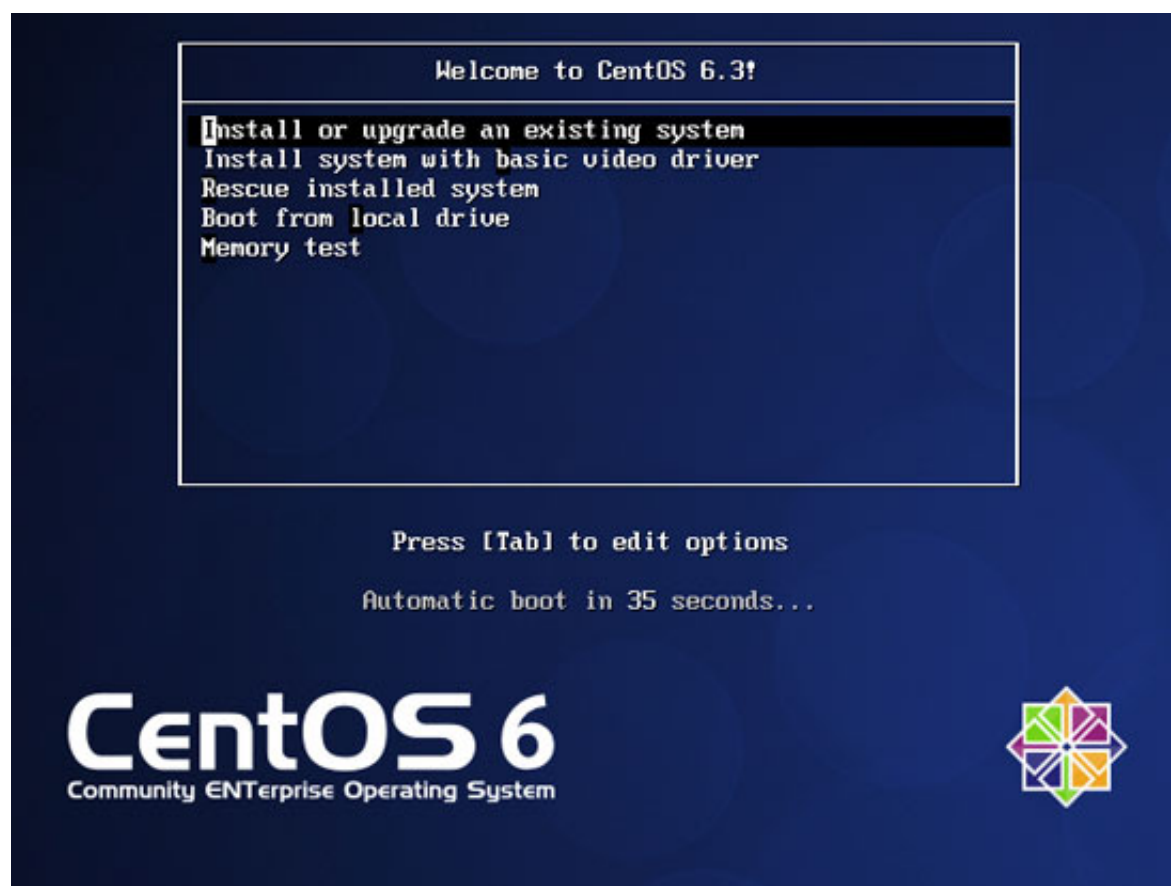 Welcome to CentOS 6.3!
Install or upgrade an existing system
Install system with basic video driver
Rescue installed system
Boot from local drive
Memory test
Press [Tab] to edit options
Automatic boot in 35 seconds...
CentOS 6
Community ENTerprise Operating System